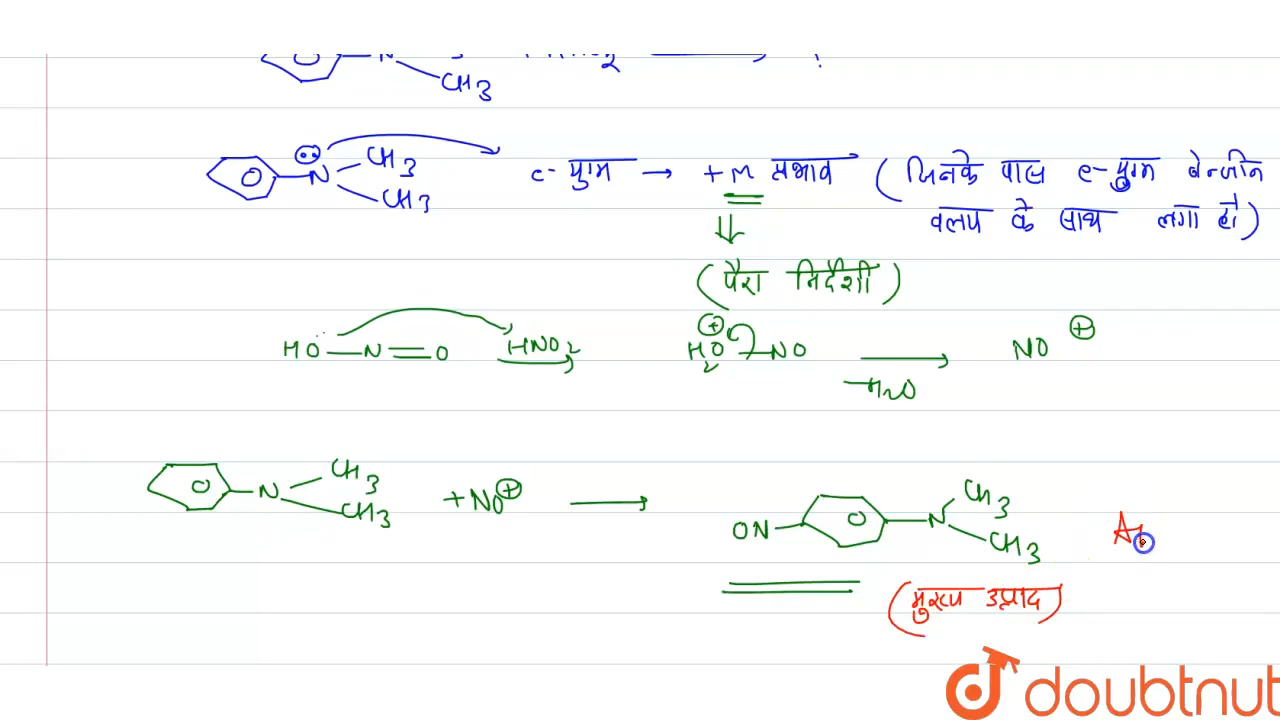 CH3
N CH3 CH3 e- युग्म → +M प्रभाव (जिनके पास e- युग्म बेन्जीन
वलय के साथ लगा हो)
(पैरा निर्देशी)
HO—N=O HNO2 H2O⊕—NO NO⊕
-H2O
N CH3 CH3 +NO⊕ → ON N CH3 CH3
(मुख्य उत्पाद)
doubtnut